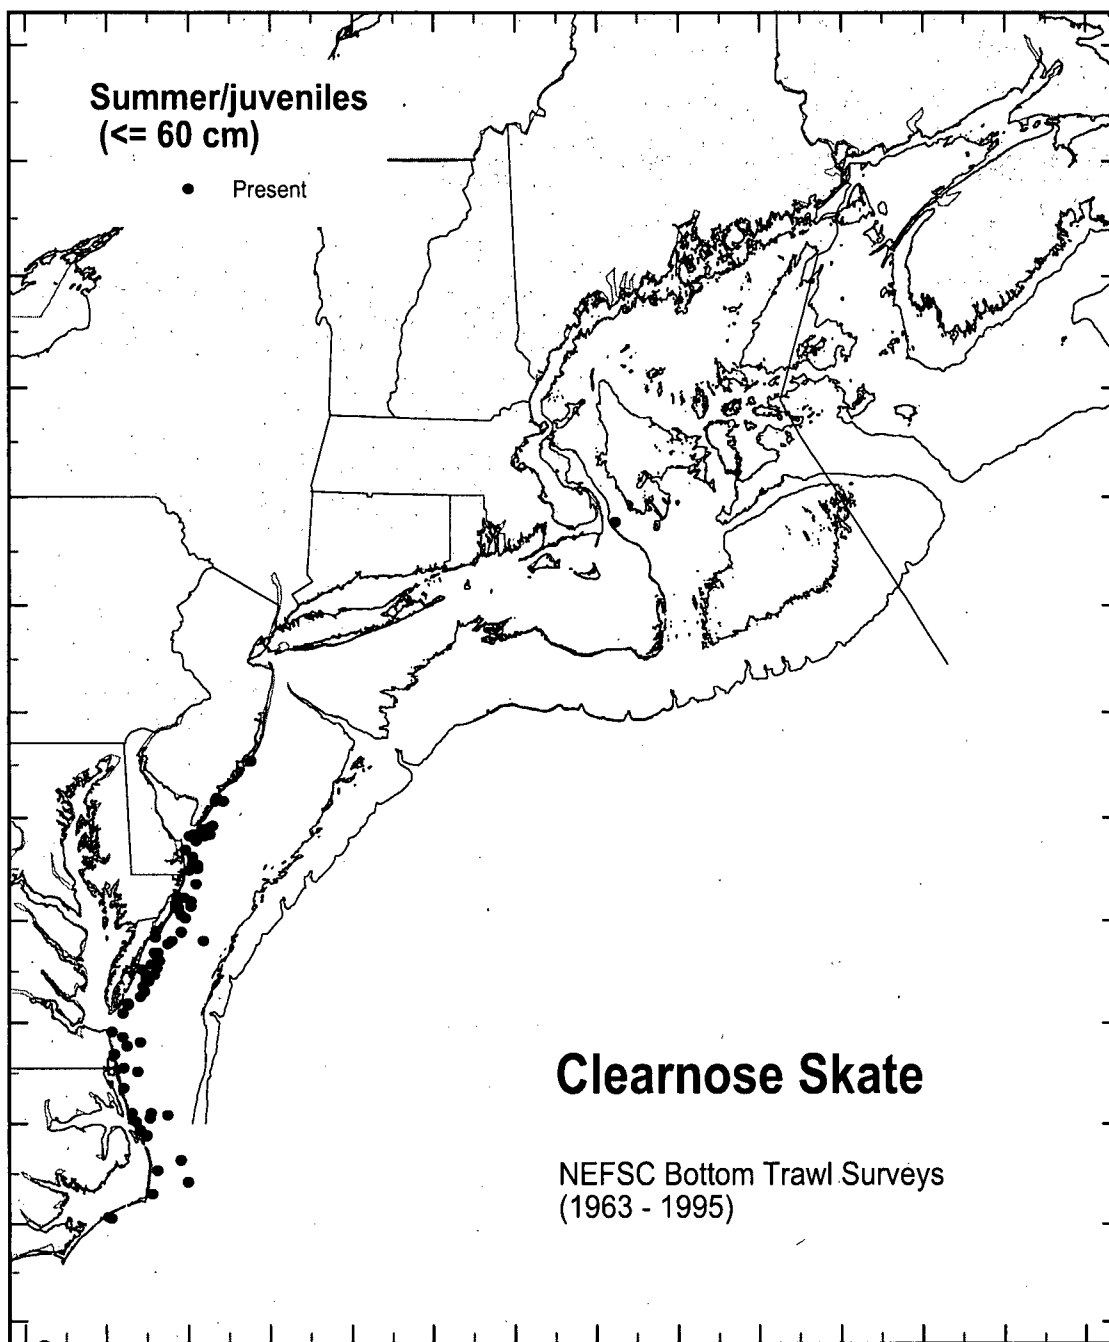 Summer/juveniles
(<= 60 cm)
Present
Clearnose Skate
NEFSC Bottom Trawl Surveys
(1963 - 1995)